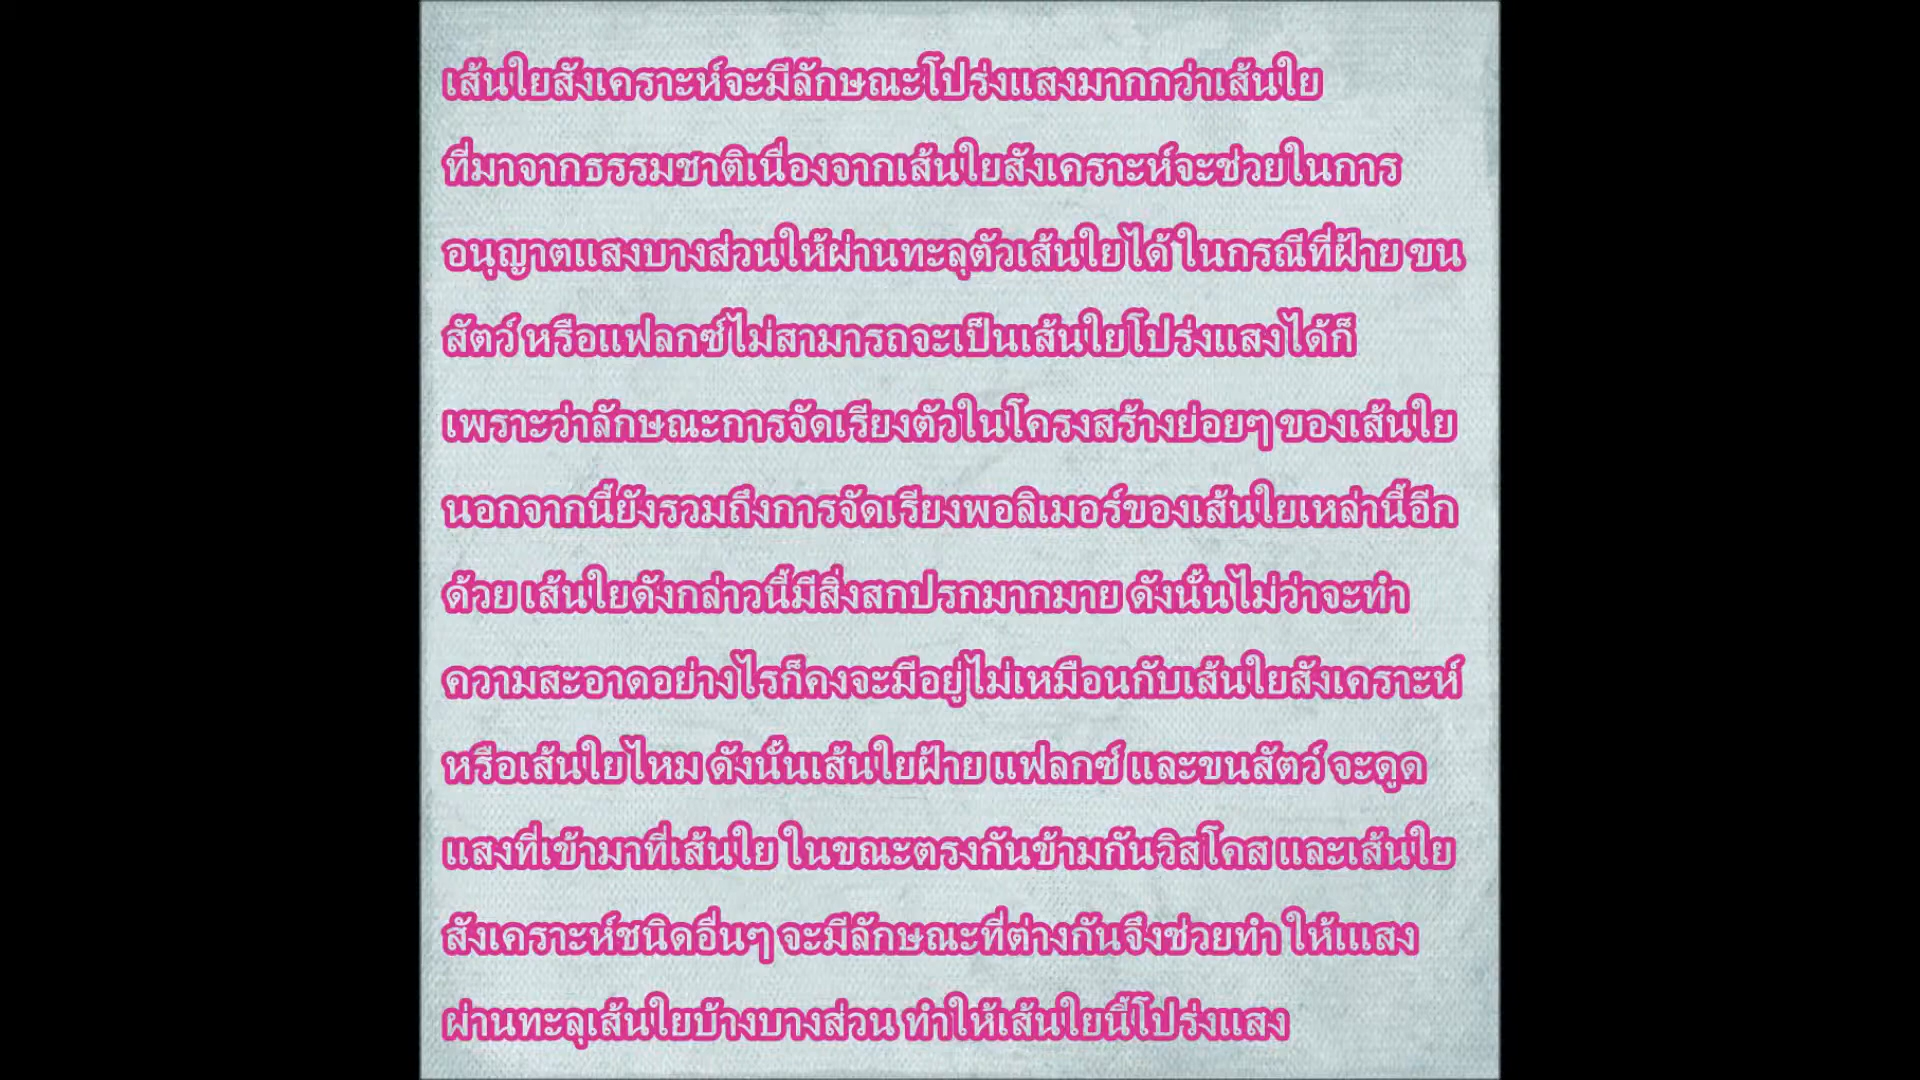 เส้นใยสังเคราะห์จะมีลักษณะโปร่งแสงมากกว่าเส้นใย
ที่มาจากธรรมชาติเนื่องจากเส้นใยสังเคราะห์จะช่วยในการ
อนุญาตแสงบางส่วนให้ผ่านทะลุตัวเส้นใยได้ ในกรณีที่ฝ้าย ขน
สัตว์ หรือแฟลกซ์ไม่สามารถจะเป็นเส้นใยโปร่งแสงได้ก็
เพราะว่าลักษณะการจัดเรียงตัวในโครงสร้างย่อยๆ ของเส้นใย
นอกจากนี้ยังรวมถึงการจัดเรียงพอลิเมอร์ของเส้นใยเหล่านี้อีก
ด้วย เส้นใยดังกล่าวนี้มีสิ่งสกปรกมากมาย ดังนั้นไม่ว่าจะทำ
ความสะอาดอย่างไรก็คงจะมีอยู่ไม่เหมือนกับเส้นใยสังเคราะห์
หรือเส้นใยไหม ดังนั้นเส้นใยฝ้าย แฟลกซ์ และขนสัตว์ จะดูด
แสงที่เข้ามาที่เส้นใย ในขณะตรงกันข้ามกันวิสโคส และเส้นใย
สังเคราะห์ชนิดอื่นๆ จะมีลักษณะที่ต่างกันจึงช่วยทำ ให้เแสง
ผ่านทะลุเส้นใยบ้างบางส่วน ทำให้เส้นใยนี้โปร่งแสง